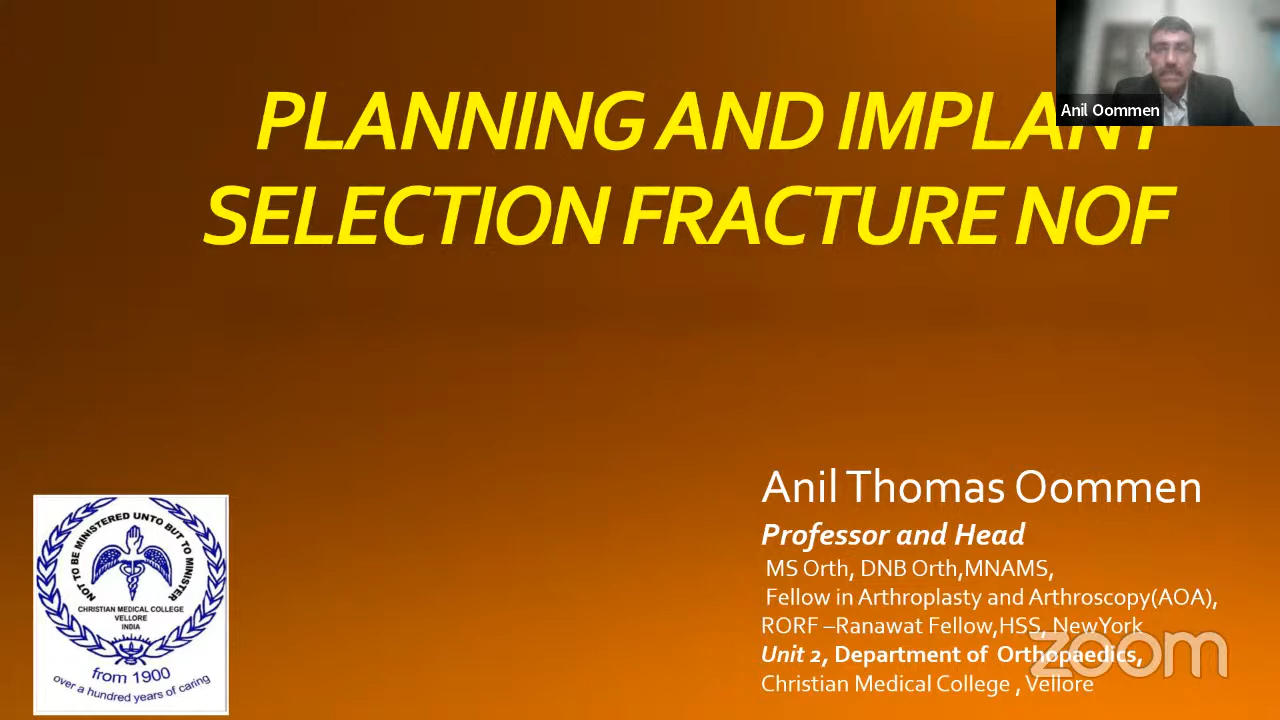 PLANNING AND IMPLANT
SELECTION FRACTURE NOF
Anil Oommen
Anil Thomas Oommen
Professor and Head
MS Orth, DNB Orth,MNAMS,
Fellow in Arthroplasty and Arthroscopy(AOA),
RORF –Ranawat Fellow,HSS, NewYork
Unit 2, Department of Orthopaedics,
Christian Medical College , Vellore
zoom
NOT TO BE MINISTERED UNTO BUT TO MINISTER
CHRISTIAN MEDICAL COLLEGE
VELLORE
INDIA
from 1900
over a hundred years of caring